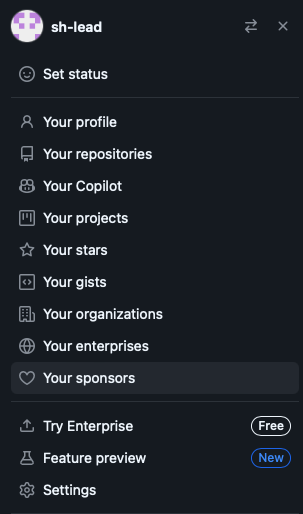 sh-lead
Set status
Your profile
Your repositories
Your Copilot
Your projects
Your stars
Your gists
Your organizations
Your enterprises
Your sponsors
Try Enterprise Free
Feature preview New
Settings